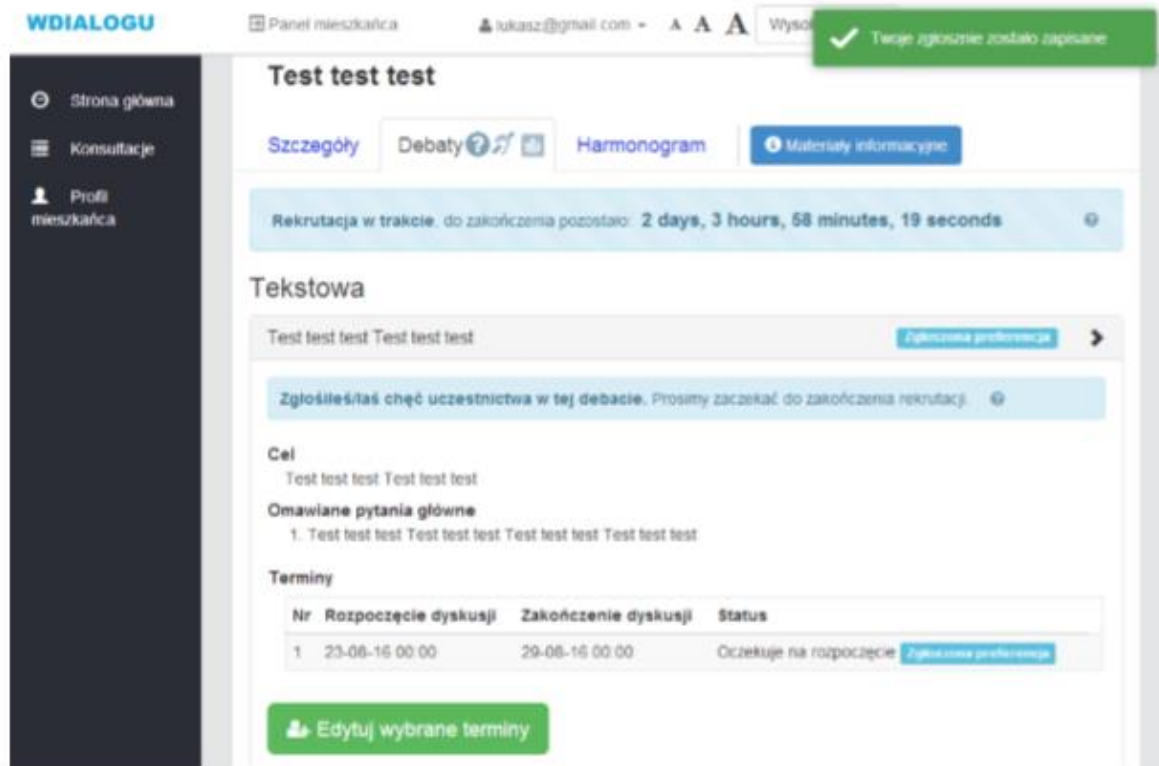 WDIALOGU
Panel mieszkańca
lukasz@gmail.com
A A A
Wyso
Twoje zgłosznie zostało zapisane
Strona główna
Konsultacje
Profil
mieszkańca
Test test test
Szczegóły
Debaty
Harmonogram
Materiały informacyjne
Rekrutacja w trakcie, do zakończenia pozostało: 2 days, 3 hours, 58 minutes, 19 seconds
Tekstowa
Test test test Test test test
Zgłoszona preferencja
Zgłosiłeś/łaś chęć uczestnictwa w tej debacie. Prosimy zaczekać do zakończenia rekrutacji.
Cel
Test test test Test test test
Omawiane pytania główne
1. Test test test Test test test Test test test Test test test
Terminy
Nr Rozpoczęcie dyskusji Zakończenie dyskusji Status
1 23-08-16 00:00 29-08-16 00:00 Oczekuje na rozpoczęcie Zgłoszona preferencja
Edytuj wybrane terminy